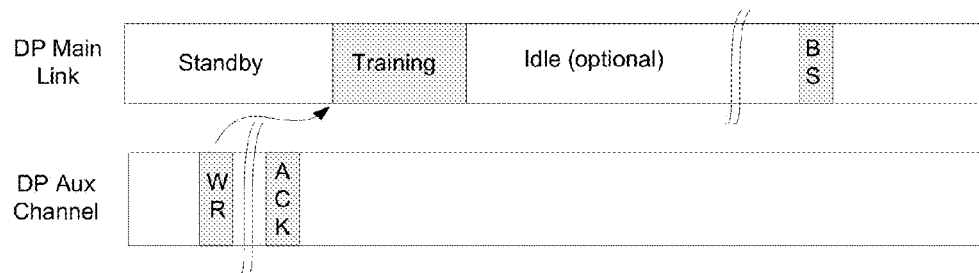 DP Main
Link
Standby
Training
Idle (optional)
B
S
DP Aux
Channel
W
R
A
C
K